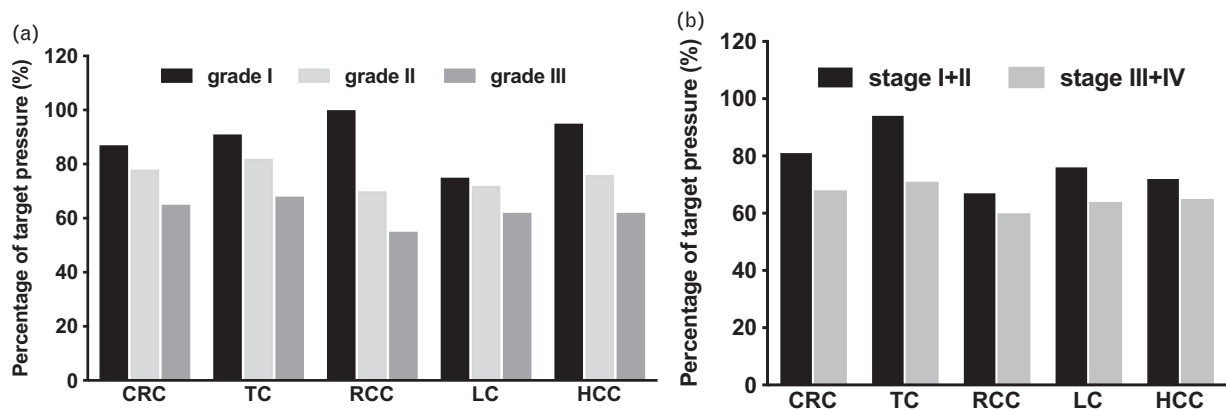 (a)
Percentage of target pressure (%)
120
100
80
60
40
20
0
grade I grade II grade III
CRC TC RCC LC HCC
(b)
Percentage of target pressure (%)
120
100
80
60
40
20
0
stage I+II stage III+IV
CRC TC RCC LC HCC